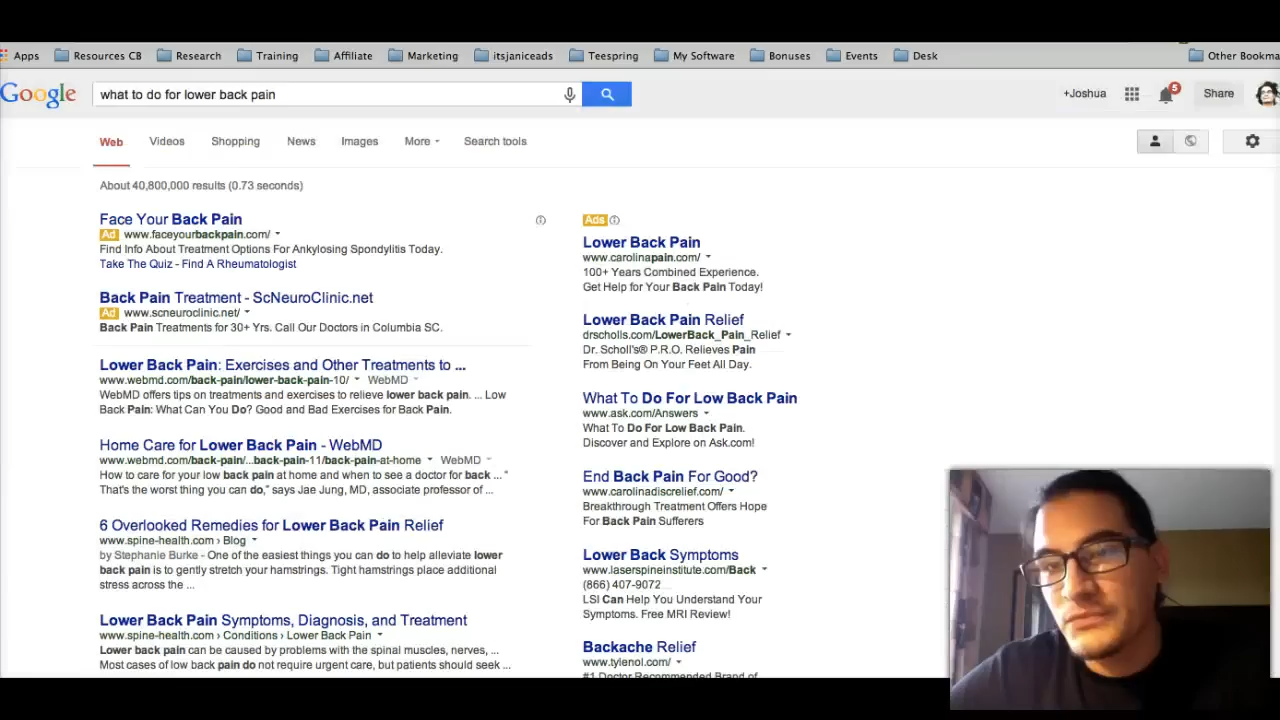 Apps Resources CB Research Training Affiliate Marketing itsjaniceads Teespring My Software Bonuses Events Desk Other Bookma
Google what to do for lower back pain +Joshua 5 Share
Web Videos Shopping News Images More Search tools
About 40,800,000 results (0.73 seconds)
Face Your Back Pain
Ad www.faceyourbackpain.com/
Find Info About Treatment Options For Ankylosing Spondylitis Today.
Take The Quiz - Find A Rheumatologist
Back Pain Treatment - ScNeuroClinic.net
Ad www.scneuroclinic.net/
Back Pain Treatments for 30+ Yrs. Call Our Doctors in Columbia SC.
Lower Back Pain: Exercises and Other Treatments to ...
www.webmd.com/back-pain/lower-back-pain-10/ WebMD
WebMD offers tips on treatments and exercises to relieve lower back pain. ... Low
Back Pain: What Can You Do? Good and Bad Exercises for Back Pain.
Home Care for Lower Back Pain - WebMD
www.webmd.com/back-pain/...back-pain-11/back-pain-at-home WebMD
How to care for your low back pain at home and when to see a doctor for back ... "
That's the worst thing you can do," says Jae Jung, MD, associate professor of ...
6 Overlooked Remedies for Lower Back Pain Relief
www.spine-health.com › Blog
by Stephanie Burke - One of the easiest things you can do to help alleviate lower
back pain is to gently stretch your hamstrings. Tight hamstrings place additional
stress across the ...
Lower Back Pain Symptoms, Diagnosis, and Treatment
www.spine-health.com › Conditions › Lower Back Pain
Lower back pain can be caused by problems with the spinal muscles, nerves, ...
Most cases of low back pain do not require urgent care, but patients should seek ...
Ads
Lower Back Pain
www.carolinapain.com/
100+ Years Combined Experience.
Get Help for Your Back Pain Today!
Lower Back Pain Relief
drscholls.com/LowerBack_Pain_Relief
Dr. Scholl's® P.R.O. Relieves Pain
From Being On Your Feet All Day.
What To Do For Low Back Pain
www.ask.com/Answers
What To Do For Low Back Pain.
Discover and Explore on Ask.com!
End Back Pain For Good?
www.carolinadiscrelief.com/
Breakthrough Treatment Offers Hope
For Back Pain Sufferers
Lower Back Symptoms
www.laserspineinstitute.com/Back
(866) 407-9072
LSI Can Help You Understand Your
Symptoms. Free MRI Review!
Backache Relief
www.tylenol.com/
#1 Doctor Recommended Brand of